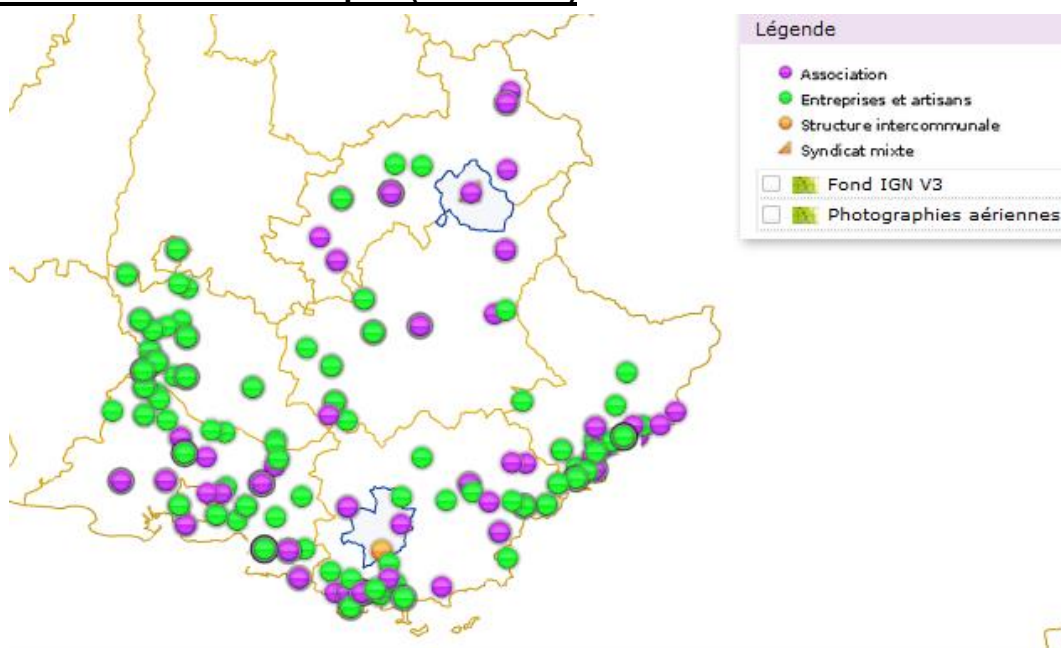 Légende
Association
Entreprises et artisans
Structure intercommunale
Syndicat mixte
Fond IGN V3
Photographies aériennes